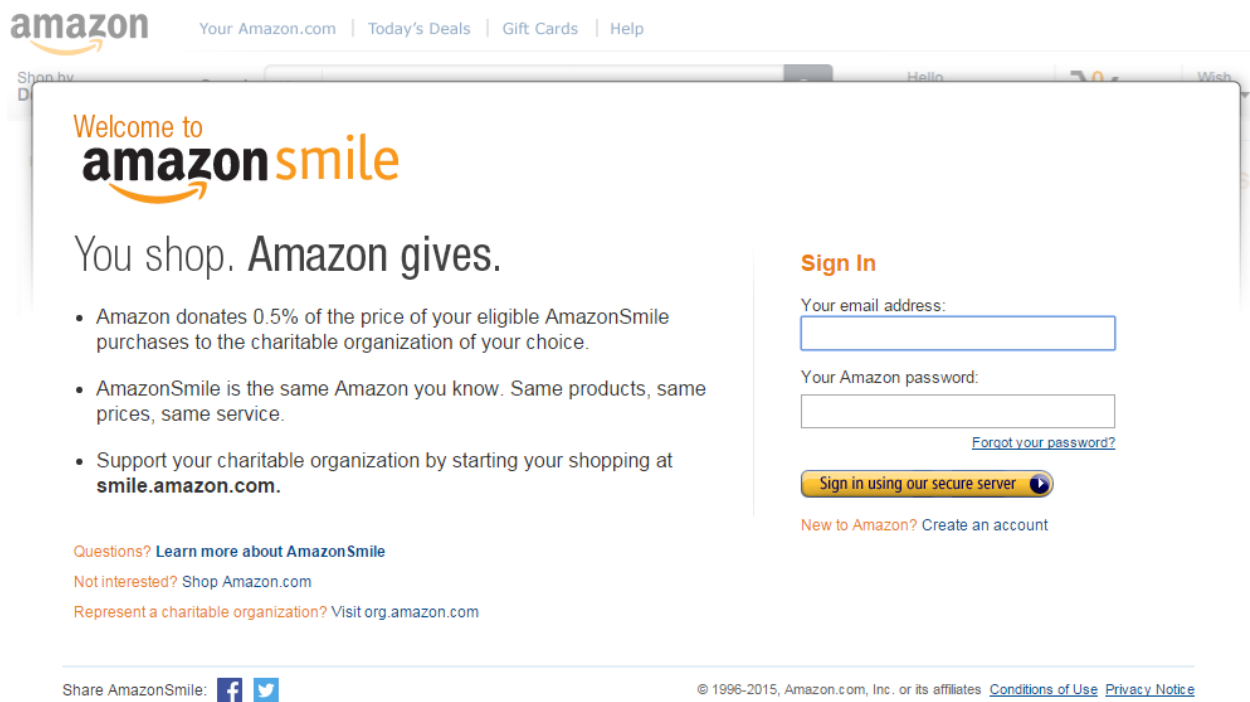 amazon
Your Amazon.com | Today's Deals | Gift Cards | Help
Shop by Hello Wish
Welcome to
amazonsmile
You shop. Amazon gives.
• Amazon donates 0.5% of the price of your eligible AmazonSmile
purchases to the charitable organization of your choice.
• AmazonSmile is the same Amazon you know. Same products, same
prices, same service.
• Support your charitable organization by starting your shopping at
smile.amazon.com.
Questions? Learn more about AmazonSmile
Not interested? Shop Amazon.com
Represent a charitable organization? Visit org.amazon.com
Sign In
Your email address:
Your Amazon password:
Forgot your password?
Sign in using our secure server
New to Amazon? Create an account
Share AmazonSmile:
© 1996-2015, Amazon.com, Inc. or its affiliates Conditions of Use Privacy Notice